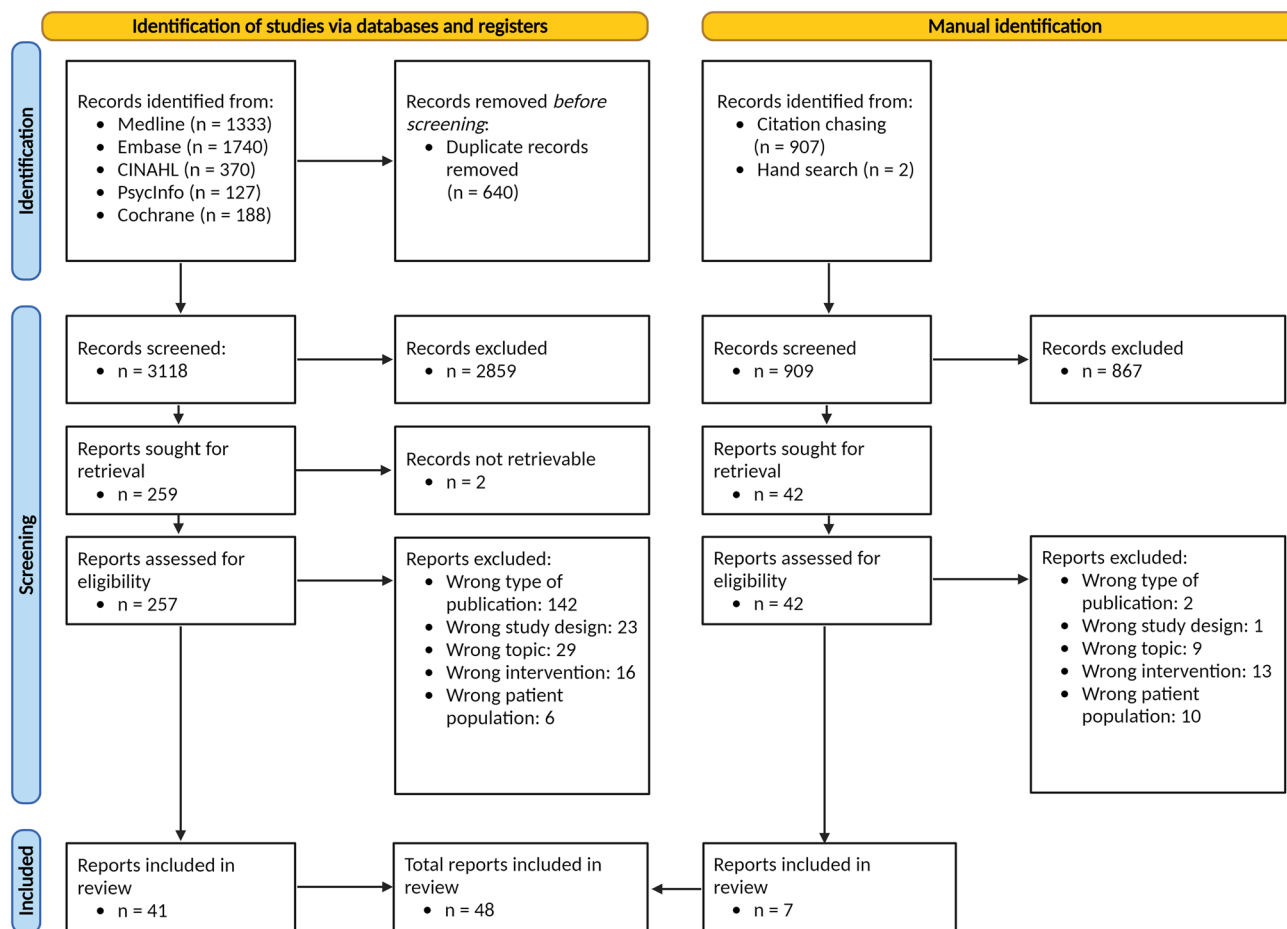 Identification of studies via databases and registers
Manual identification
Identification
Records identified from:
• Medline (n = 1333)
• Embase (n = 1740)
• CINAHL (n = 370)
• PsycInfo (n = 127)
• Cochrane (n = 188)
Records removed before
screening:
• Duplicate records
removed
(n = 640)
Records identified from:
• Citation chasing
(n = 907)
• Hand search (n = 2)
Screening
Records screened:
• n = 3118
Records excluded
• n = 2859
Records screened
• n = 909
Records excluded
• n = 867
Reports sought for
retrieval
• n = 259
Records not retrievable
• n = 2
Reports sought for
retrieval
• n = 42
Reports assessed for
eligibility
• n = 257
Reports excluded:
• Wrong type of
publication: 142
• Wrong study design: 23
• Wrong topic: 29
• Wrong intervention: 16
• Wrong patient
population: 6
Reports assessed for
eligibility
• n = 42
Reports excluded:
• Wrong type of
publication: 2
• Wrong study design: 1
• Wrong topic: 9
• Wrong intervention: 13
• Wrong patient
population: 10
Included
Reports included in
review
• n = 41
Total reports included in
review
• n = 48
Reports included in
review
• n = 7